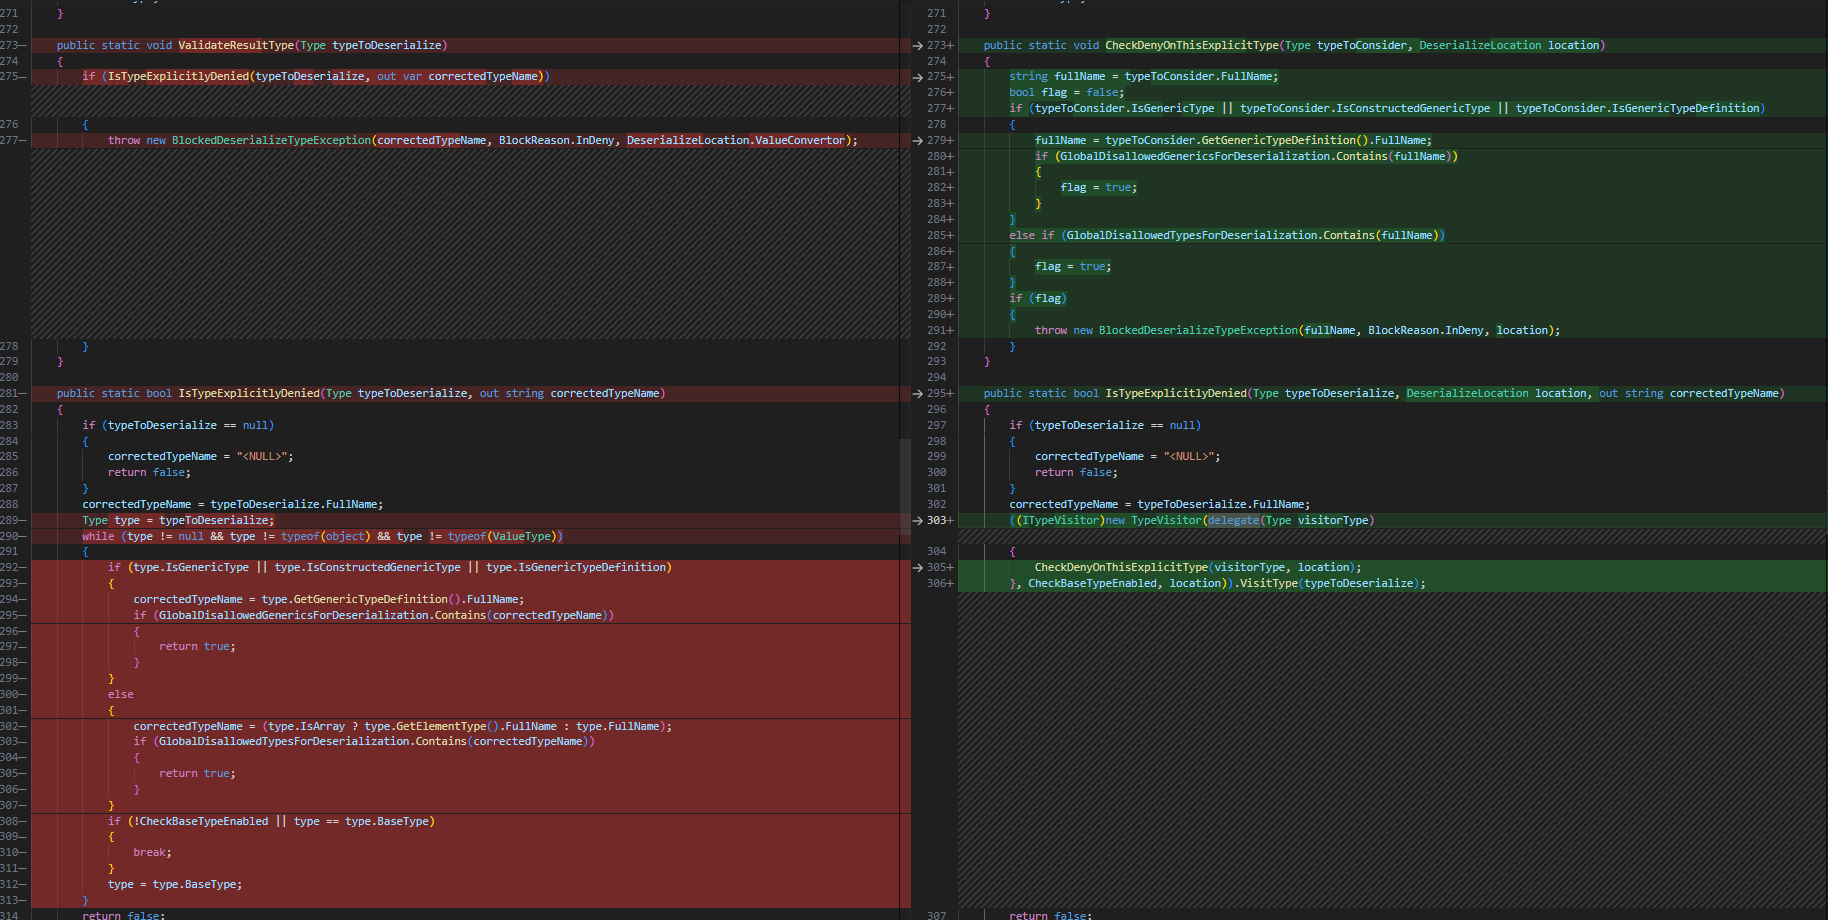 271 }
272
273— public static void ValidateResultType(Type typeToDeserialize)
274 {
275— if (IsTypeExplicitlyDenied(typeToDeserialize, out var correctedTypeName))
276 {
277— throw new BlockedDeserializeTypeException(correctedTypeName, BlockReason.InDeny, DeserializeLocation.ValueConvertor);
278 }
279 }
280
281— public static bool IsTypeExplicitlyDenied(Type typeToDeserialize, out string correctedTypeName)
282 {
283 if (typeToDeserialize == null)
284 {
285 correctedTypeName = "<NULL>";
286 return false;
287 }
288 correctedTypeName = typeToDeserialize.FullName;
289— Type type = typeToDeserialize;
290— while (type != null && type != typeof(object) && type != typeof(ValueType))
291 {
292— if (type.IsGenericType || type.IsConstructedGenericType || type.IsGenericTypeDefinition)
293— {
294— correctedTypeName = type.GetGenericTypeDefinition().FullName;
295— if (GlobalDisallowedGenericsForDeserialization.Contains(correctedTypeName))
296— {
297— return true;
298— }
299— }
300— else
301— {
302— correctedTypeName = (type.IsArray ? type.GetElementType().FullName : type.FullName);
303— if (GlobalDisallowedTypesForDeserialization.Contains(correctedTypeName))
304— {
305— return true;
306— }
307— }
308— if (!CheckBaseTypeEnabled || type == type.BaseType)
309— {
310— break;
311— }
312— type = type.BaseType;
313— }
314 return false;
271 }
272
→ 273+ public static void CheckDenyOnThisExplicitType(Type typeToConsider, DeserializeLocation location)
274 {
→ 275+ string fullName = typeToConsider.FullName;
276+ bool flag = false;
277+ if (typeToConsider.IsGenericType || typeToConsider.IsConstructedGenericType || typeToConsider.IsGenericTypeDefinition)
278 {
→ 279+ fullName = typeToConsider.GetGenericTypeDefinition().FullName;
280+ if (GlobalDisallowedGenericsForDeserialization.Contains(fullName))
281+ {
282+ flag = true;
283+ }
284+ }
285+ else if (GlobalDisallowedTypesForDeserialization.Contains(fullName))
286+ {
287+ flag = true;
288+ }
289+ if (flag)
290+ {
291+ throw new BlockedDeserializeTypeException(fullName, BlockReason.InDeny, location);
292 }
293 }
294
→ 295+ public static bool IsTypeExplicitlyDenied(Type typeToDeserialize, DeserializeLocation location, out string correctedTypeName)
296 {
297 if (typeToDeserialize == null)
298 {
299 correctedTypeName = "<NULL>";
300 return false;
301 }
302 correctedTypeName = typeToDeserialize.FullName;
→ 303+ ((ITypeVisitor)new TypeVisitor(delegate(Type visitorType)
304 {
→ 305+ CheckDenyOnThisExplicitType(visitorType, location);
306+ }, CheckBaseTypeEnabled, location)).VisitType(typeToDeserialize);
307 return false;